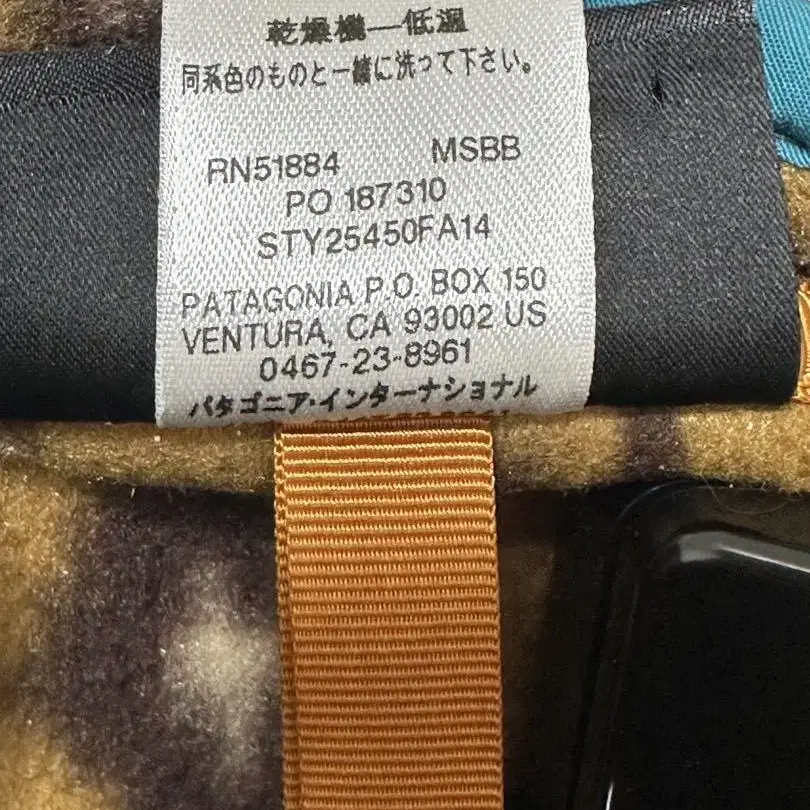 乾燥機—低温
同系色のものと一緒に洗って下さい。
RN51884 MSBB
PO 187310
STY25450FA14
PATAGONIA P.O. BOX 150
VENTURA, CA 93002 US
0467-23-8961
パタゴニア・インターナショナル